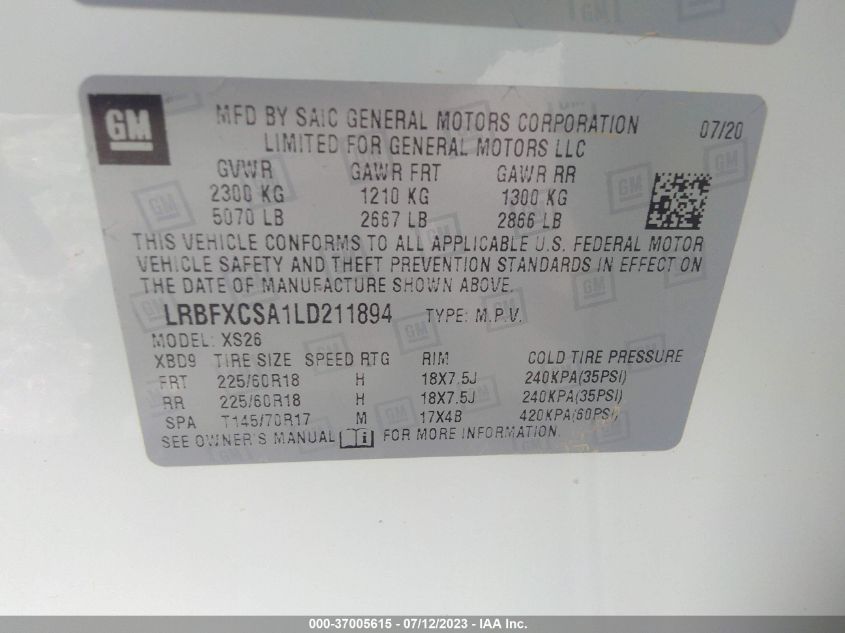 GM
GM MFD BY SAIC GENERAL MOTORS CORPORATION 07/20
LIMITED FOR GENERAL MOTORS LLC
GVWR GAWR FRT GAWR RR
2300 KG 1210 KG 1300 KG
5070 LB 2667 LB 2866 LB
THIS VEHICLE CONFORMS TO ALL APPLICABLE U.S. FEDERAL MOTOR
VEHICLE SAFETY AND THEFT PREVENTION STANDARDS IN EFFECT ON
THE DATE OF MANUFACTURE SHOWN ABOVE.
LRBFXCSA1LD211894 TYPE: M.P.V.
MODEL: XS26
XBD9 TIRE SIZE SPEED RTG RIM COLD TIRE PRESSURE
FRT 225/60R18 H 18X7.5J 240KPA(35PSI)
RR 225/60R18 H 18X7.5J 240KPA(35PSI)
SPA T145/70R17 M 17X4B 420KPA(60PSI)
SEE OWNER'S MANUAL i FOR MORE INFORMATION.
000-37005615 - 07/12/2023 - IAA Inc.